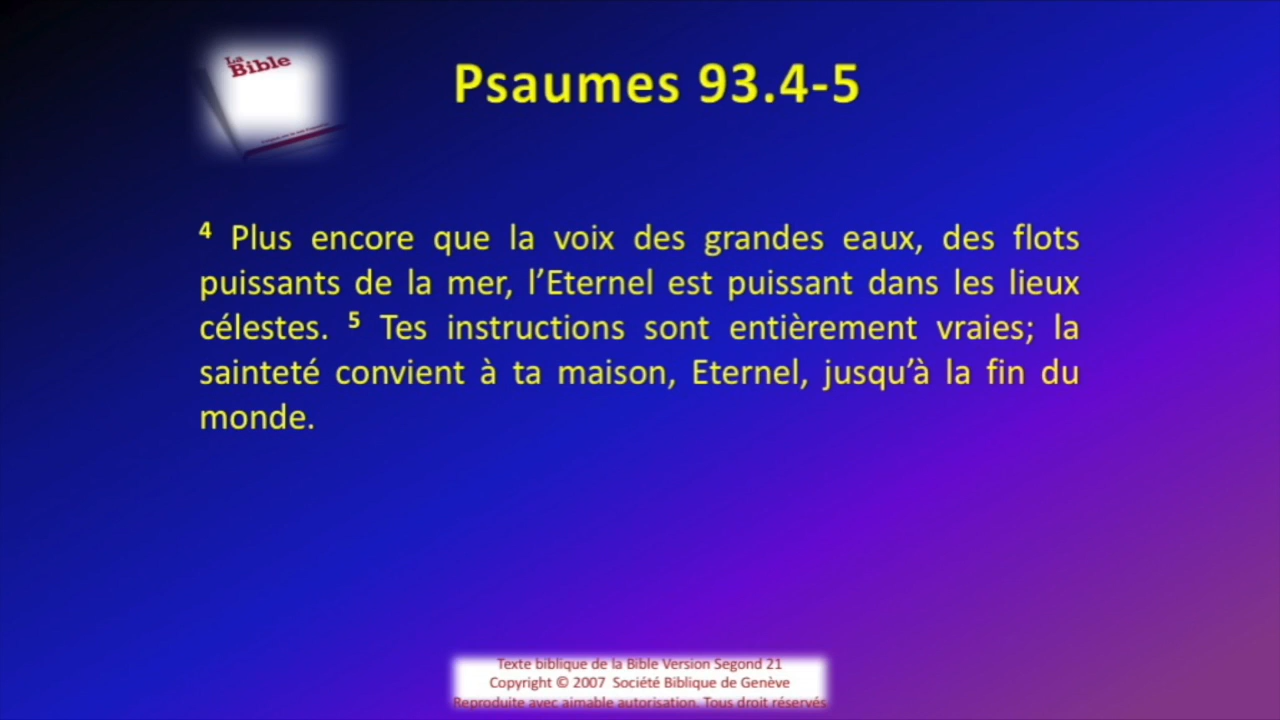 La
Bible
Psaumes 93.4-5
4 Plus encore que la voix des grandes eaux, des flots
puissants de la mer, l’Eternel est puissant dans les lieux
célestes. 5 Tes instructions sont entièrement vraies; la
sainteté convient à ta maison, Eternel, jusqu’à la fin du
monde.
Texte biblique de la Bible Version Segond 21
Copyright © 2007 Société Biblique de Genève
Reproduite avec aimable autorisation. Tous droit réservés